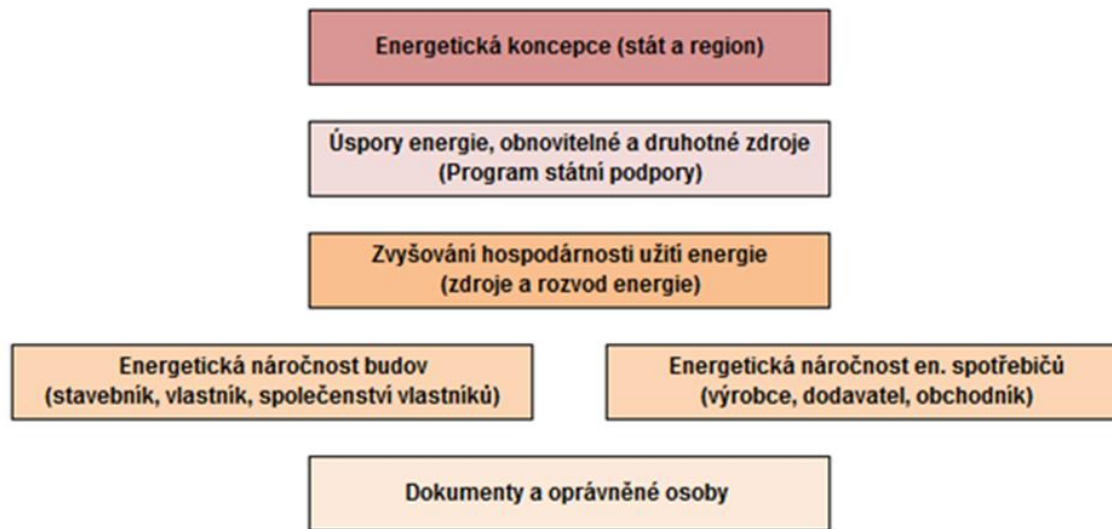 Energetická koncepce (stát a region)
Úspory energie, obnovitelné a druhotné zdroje
(Program státní podpory)
Zvyšování hospodárnosti užití energie
(zdroje a rozvod energie)
Energetická náročnost budov
(stavebník, vlastník, společenství vlastníků)
Energetická náročnost en. spotřebičů
(výrobce, dodavatel, obchodník)
Dokumenty a oprávněné osoby